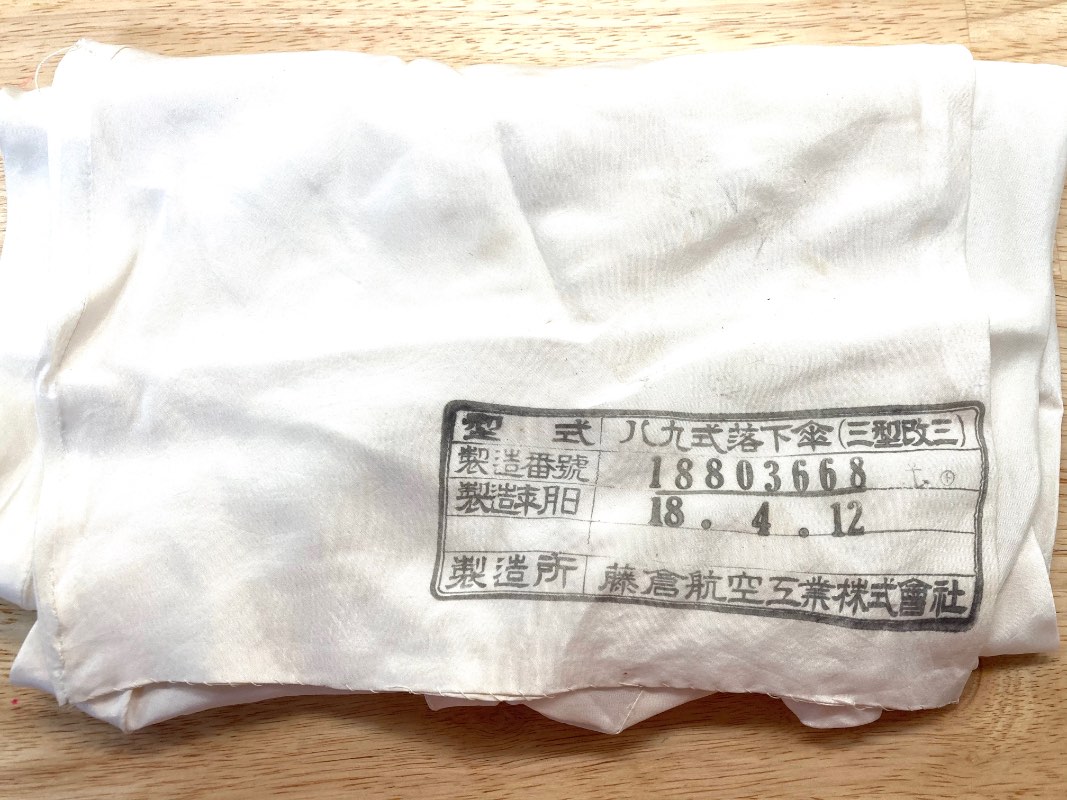 型式 八九式落下傘(三型改三)
製造番號 18803668
製造年月日 18.4.12
製造所 藤倉航空工業株式會社